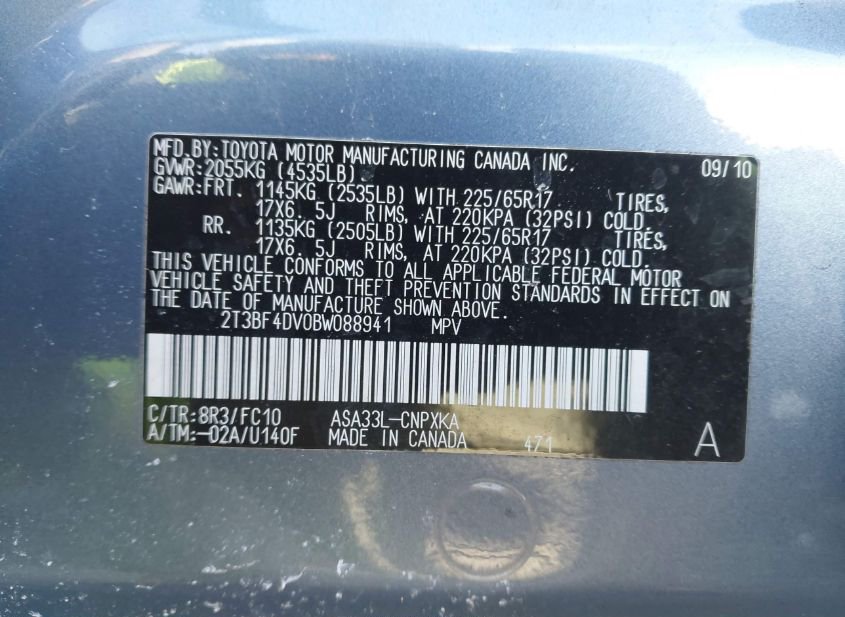 MFD.BY:TOYOTA MOTOR MANUFACTURING CANADA INC. 09/10
GVWR:2055KG (4535LB)
GAWR:FRT. 1145KG (2535LB) WITH 225/65R17 TIRES,
17X6. 5J RIMS, AT 220KPA (32PSI) COLD.
RR. 1135KG (2505LB) WITH 225/65R17 TIRES,
17X6. 5J RIMS, AT 220KPA (32PSI) COLD.
THIS VEHICLE CONFORMS TO ALL APPLICABLE FEDERAL MOTOR
VEHICLE SAFETY AND THEFT PREVENTION STANDARDS IN EFFECT ON
THE DATE OF MANUFACTURE SHOWN ABOVE.
2T3BF4DV0BW088941 MPV
C/TR:8R3/FC10 ASA33L-CNPXKA
A/TM:-02A/U140F MADE IN CANADA 471 A